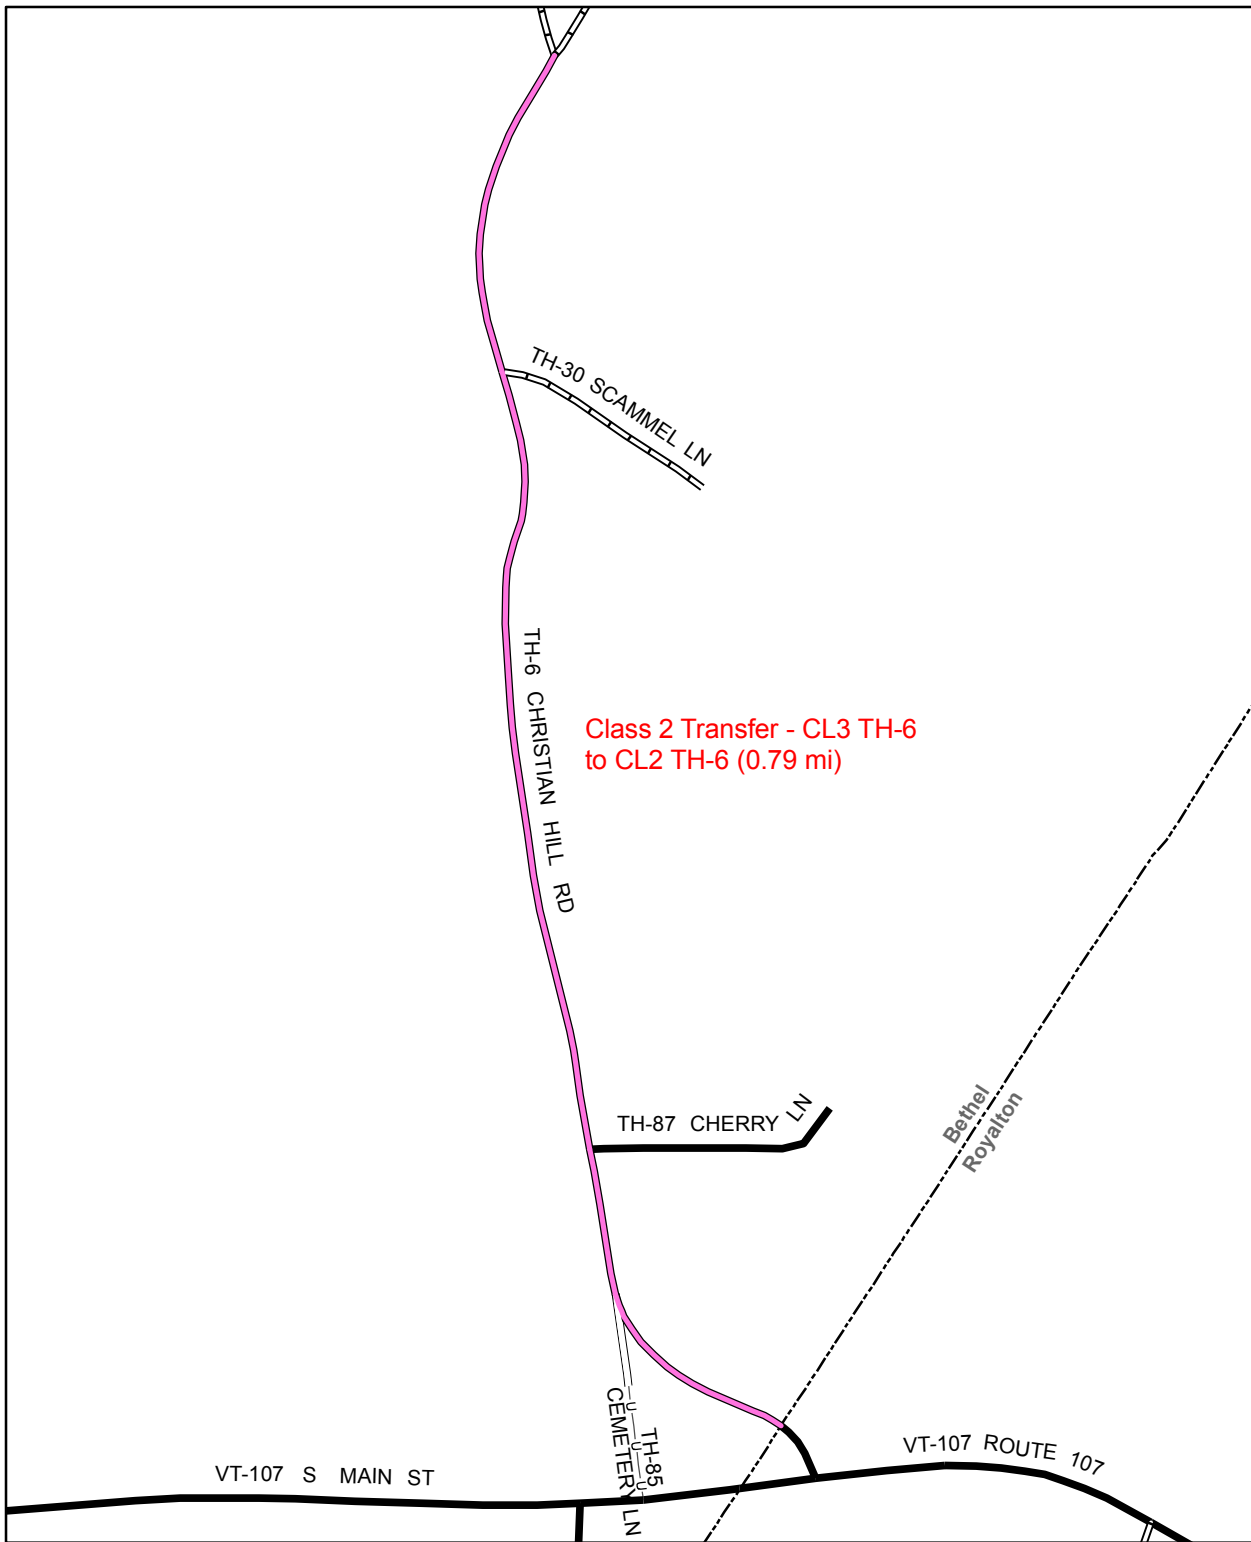 TH-30 SCAMMEL LN
TH-6 CHRISTIAN HILL RD
Class 2 Transfer - CL3 TH-6
to CL2 TH-6 (0.79 mi)
TH-87 CHERRY LN
Bethel
Royalton
TH-85
CEMETERY LN
U
U
U
VT-107 S MAIN ST
VT-107 ROUTE 107